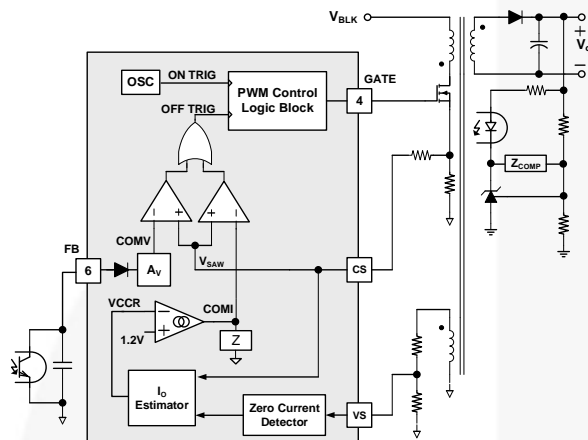 V_BLK
V_O
+
−
OSC
ON TRIG
OFF TRIG
PWM Control
Logic Block
GATE
4
Z_COMP
− + + −
FB
COMV
6
A_V
V_SAW
CS
VCCR
COMI
1.2V
−
+
Z
I_O
Estimator
Zero Current
Detector
VS